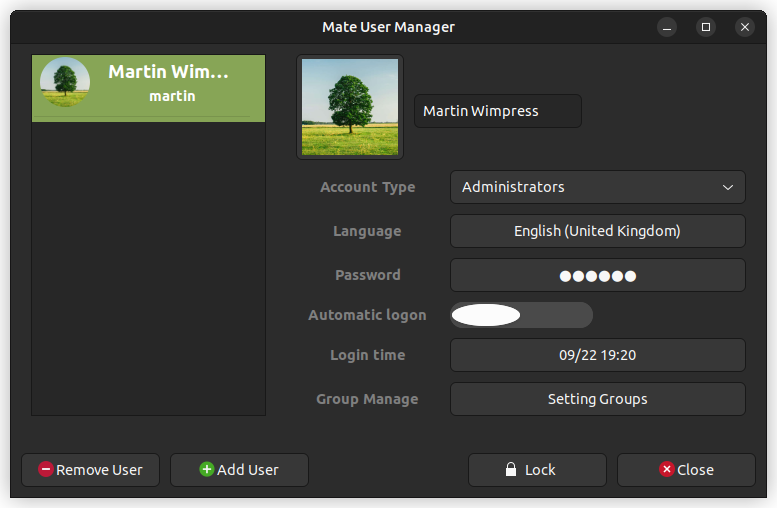 Mate User Manager
Martin Wim...
martin
Martin Wimpress
Account Type
Administrators
Language
English (United Kingdom)
Password
●●●●●●
Automatic logon
Login time
09/22 19:20
Group Manage
Setting Groups
Remove User
Add User
Lock
Close